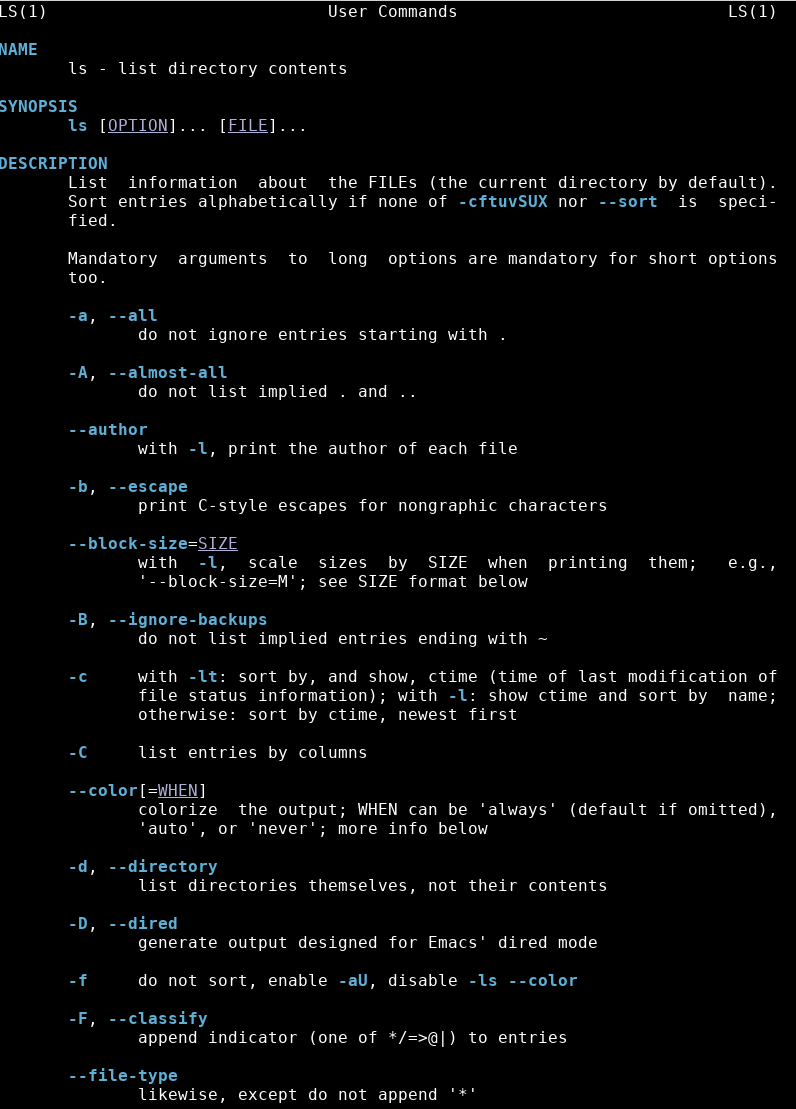 LS(1) User Commands LS(1)
NAME
ls - list directory contents
SYNOPSIS
ls [OPTION]... [FILE]...
DESCRIPTION
List information about the FILEs (the current directory by default).
Sort entries alphabetically if none of -cftuvSUX nor --sort is speci-
fied.
Mandatory arguments to long options are mandatory for short options
too.
-a, --all
do not ignore entries starting with .
-A, --almost-all
do not list implied . and ..
--author
with -l, print the author of each file
-b, --escape
print C-style escapes for nongraphic characters
--block-size=SIZE
with -l, scale sizes by SIZE when printing them; e.g.,
'--block-size=M'; see SIZE format below
-B, --ignore-backups
do not list implied entries ending with ~
-c with -lt: sort by, and show, ctime (time of last modification of
file status information); with -l: show ctime and sort by name;
otherwise: sort by ctime, newest first
-C list entries by columns
--color[=WHEN]
colorize the output; WHEN can be 'always' (default if omitted),
'auto', or 'never'; more info below
-d, --directory
list directories themselves, not their contents
-D, --dired
generate output designed for Emacs' dired mode
-f do not sort, enable -aU, disable -ls --color
-F, --classify
append indicator (one of */=>@|) to entries
--file-type
likewise, except do not append '*'